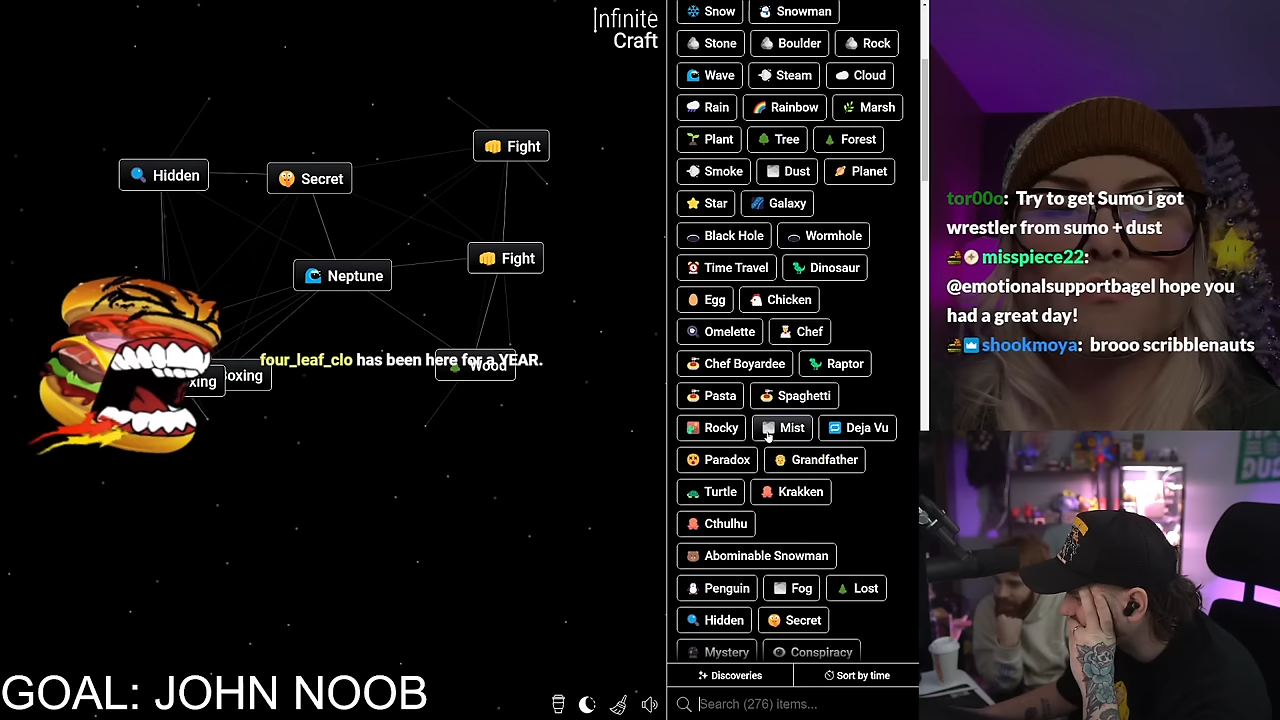 Infinite
Craft
Hidden
Secret
Fight
Neptune
Fight
xing
oxing
Wood
four_leaf_clo has been here for a YEAR.
GOAL: JOHN NOOB
Snow
Snowman
Stone
Boulder
Rock
Wave
Steam
Cloud
Rain
Rainbow
Marsh
Plant
Tree
Forest
Smoke
Dust
Planet
Star
Galaxy
Black Hole
Wormhole
Time Travel
Dinosaur
Egg
Chicken
Omelette
Chef
Chef Boyardee
Raptor
Pasta
Spaghetti
Rocky
Mist
Deja Vu
Paradox
Grandfather
Turtle
Krakken
Cthulhu
Abominable Snowman
Penguin
Fog
Lost
Hidden
Secret
Mystery
Conspiracy
Discoveries
Sort by time
Search (276) items...
tor00o: Try to get Sumo i got
wrestler from sumo + dust
misspiece22:
@emotionalsupportbagel hope you
had a great day!
shookmoya: brooo scribblenauts